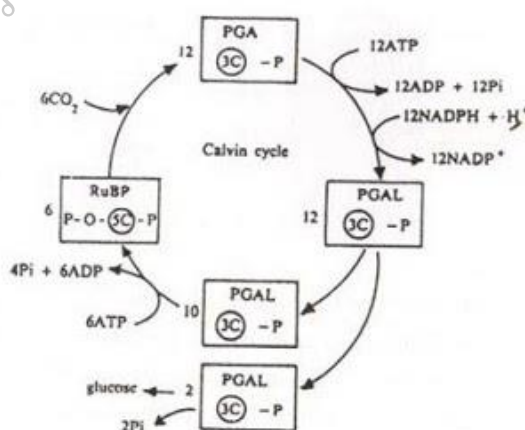 PGA
12
3C -P
12ATP
12ADP + 12Pi
12NADPH + H⁺
12NADP⁺
6CO₂
Calvin cycle
RuBP
6
P-O-5C-P
PGAL
12
3C -P
4Pi + 6ADP
6ATP
PGAL
10
3C -P
PGAL
glucose
2
3C -P
2Pi